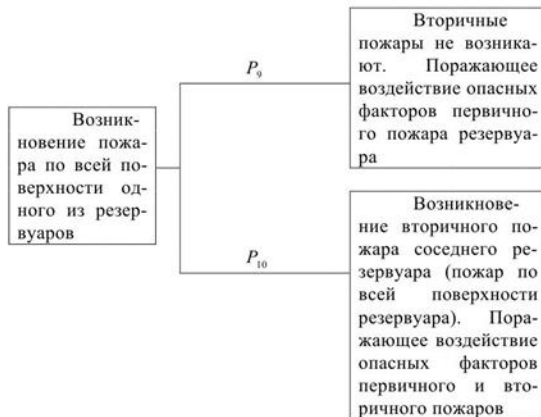 Возник-
новение пожа-
ра по всей по-
верхности од-
ного из резер-
вуаров
P₉
Вторичные
пожары не возника-
ют. Поражающее
воздействие опасных
факторов первично-
го пожара резервуа-
ра
P₁₀
Возникнове-
ние вторичного по-
жара соседнего ре-
зервуара (пожар по
всей поверхности
резервуара). Пора-
жающее воздействие
опасных факторов
первичного и вто-
ричного пожаров